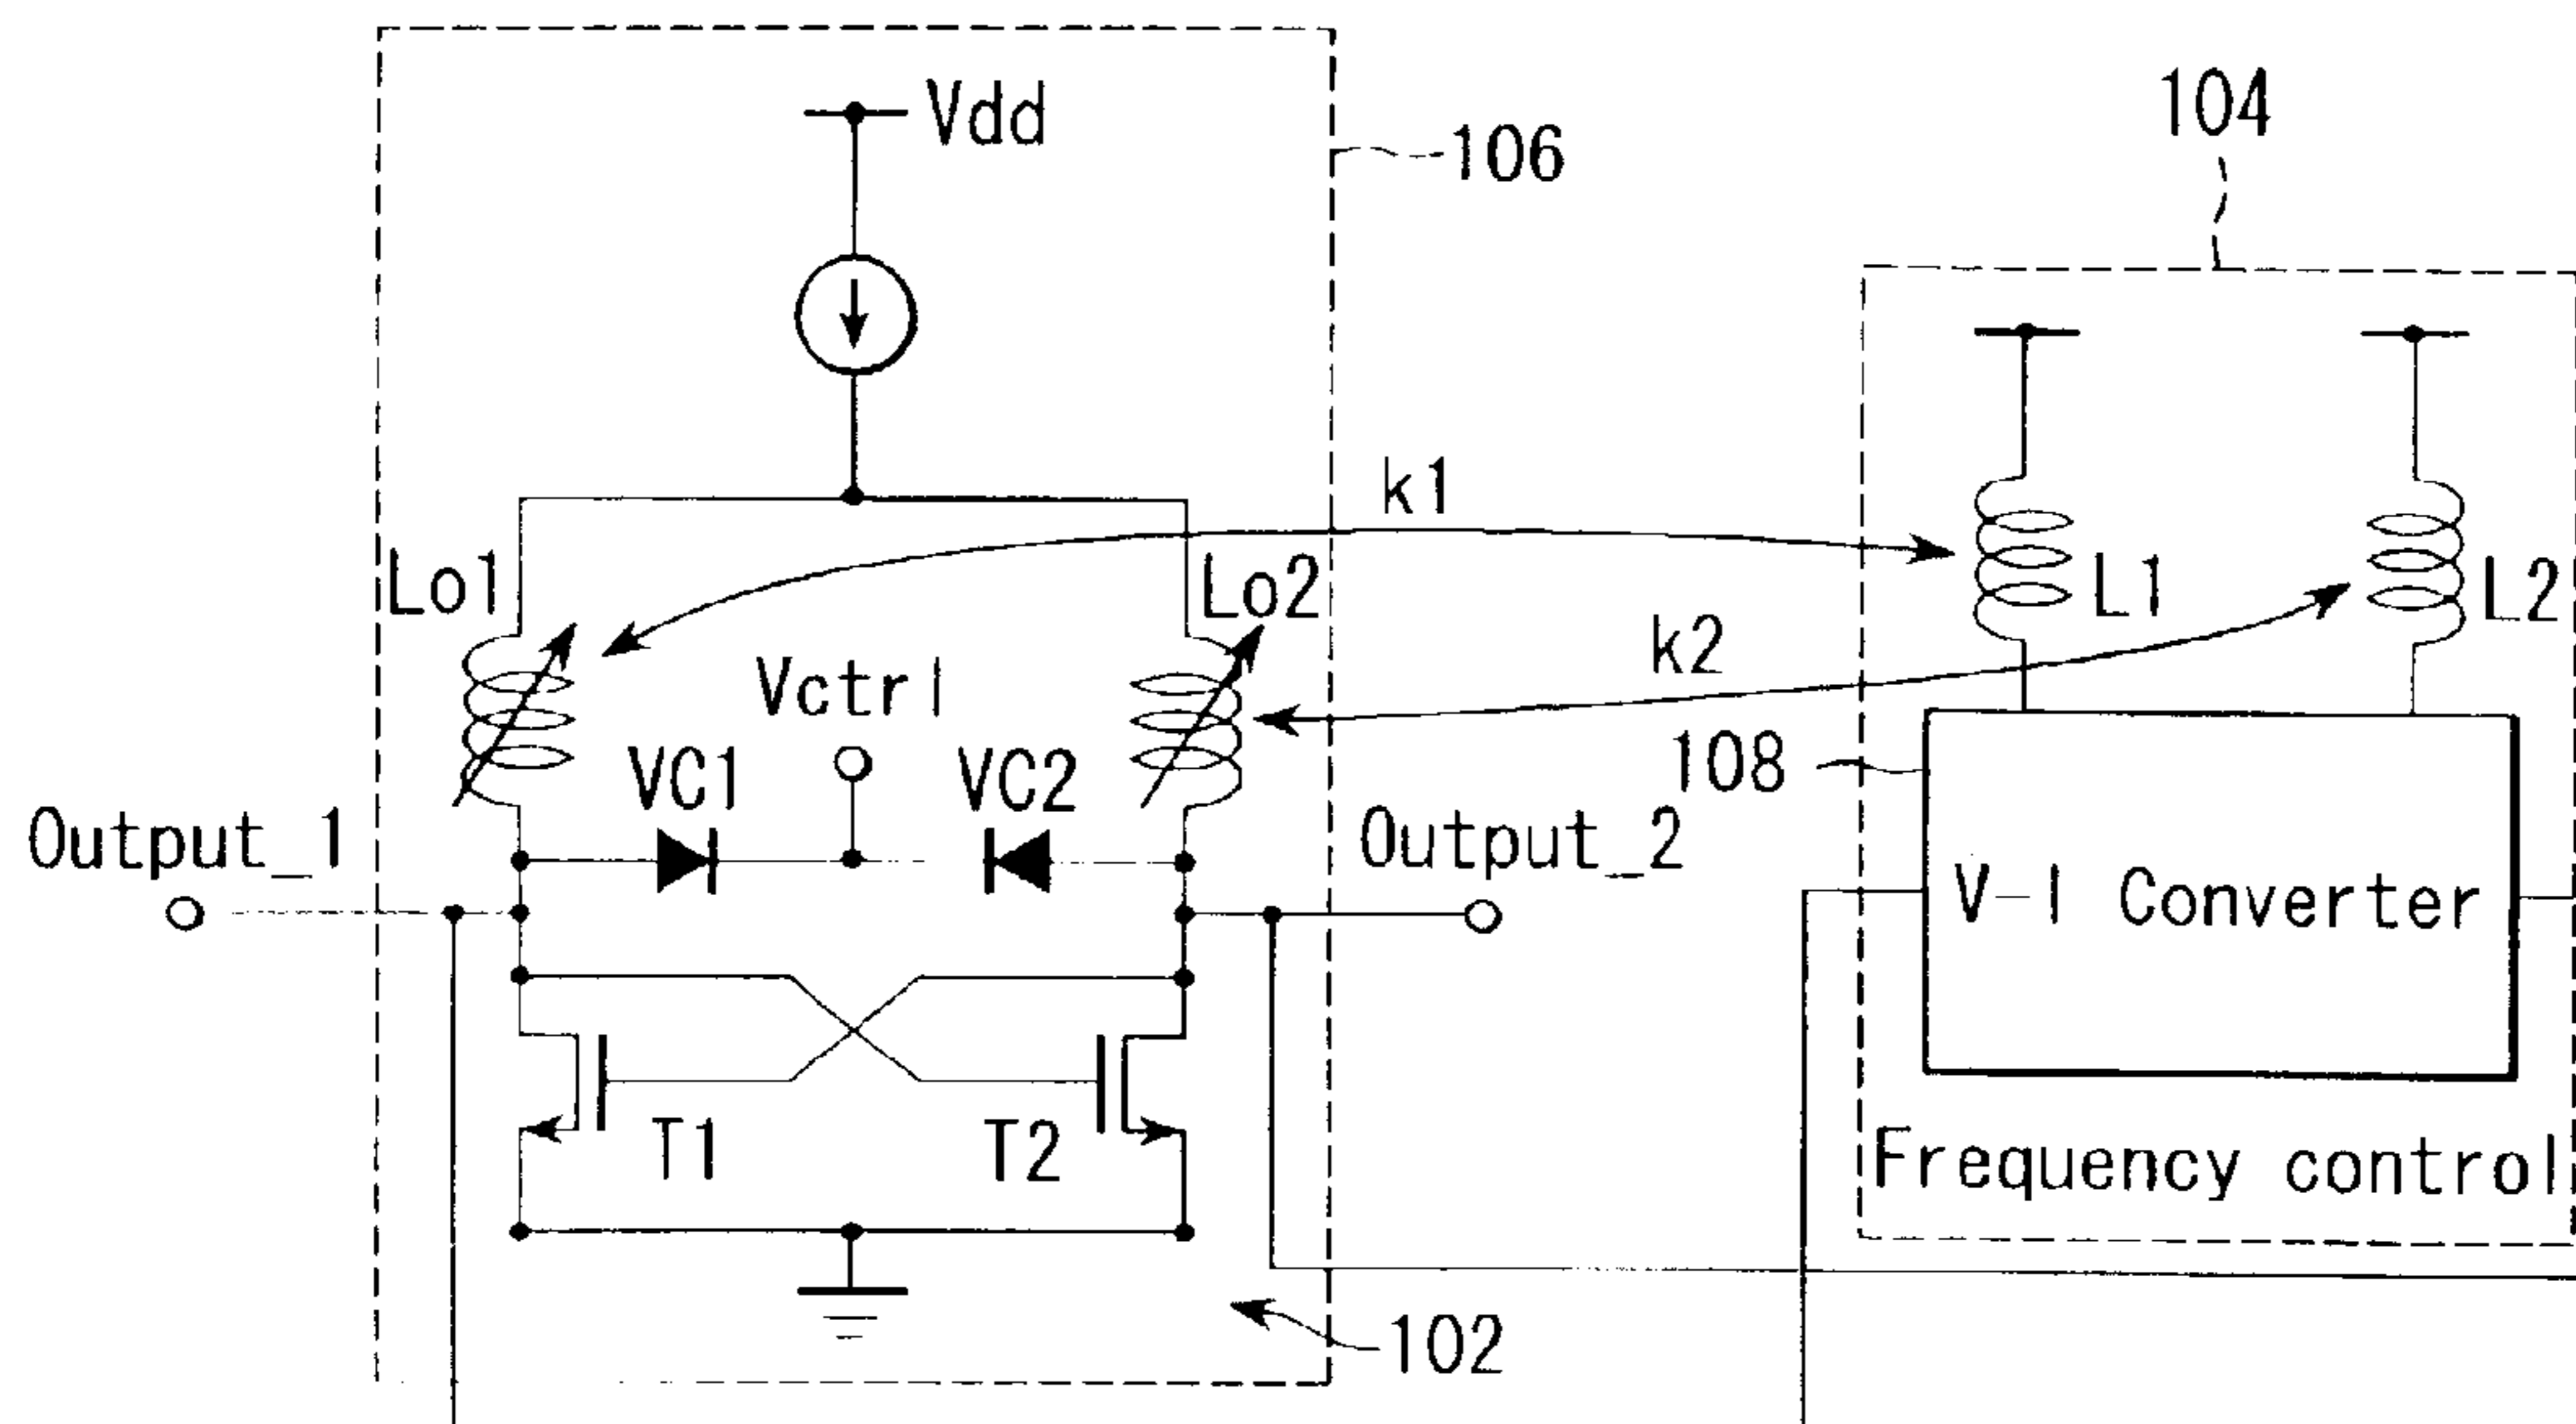 Vdd
106
104
k1
Lo1
Lo2
L1
L2
k2
Vctrl
VC1
VC2
108
Output_1
Output_2
V-I Converter
T1
T2
Frequency control
102